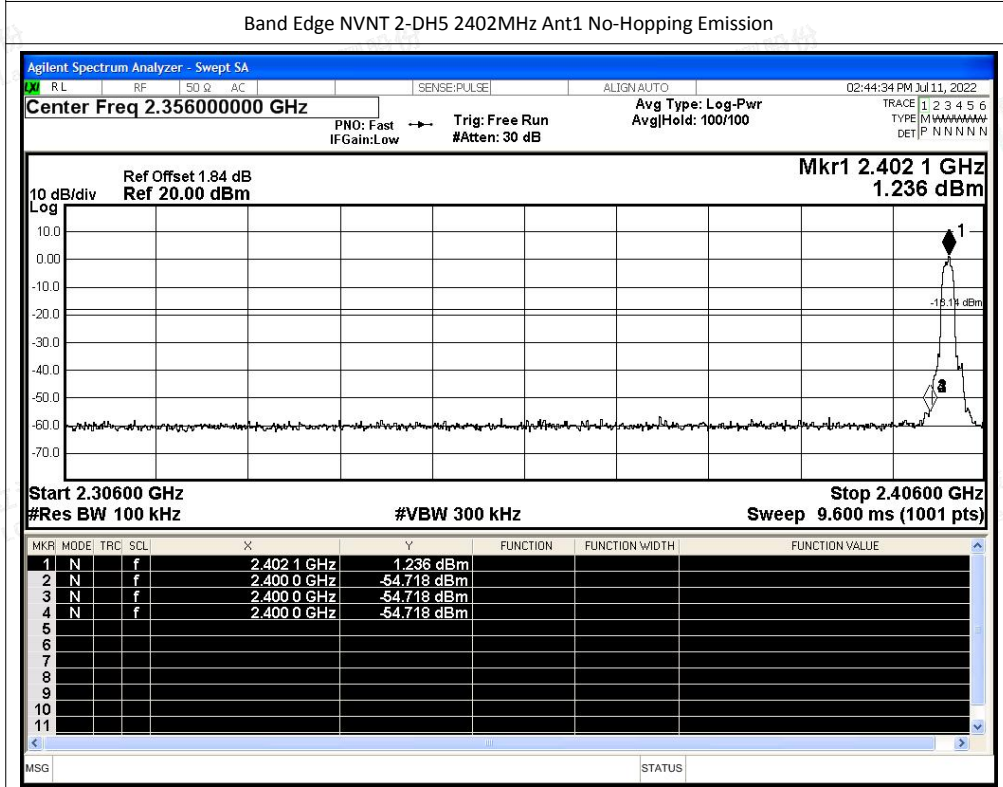 Band Edge NVNT 2-DH5 2402MHz Ant1 No-Hopping Emission
Agilent Spectrum Analyzer - Swept SA
LXI RL RF 50 Ω AC SENSE:PULSE ALIGN AUTO 02:44:34 PM Jul 11, 2022
Center Freq 2.356000000 GHz Avg Type: Log-Pwr TRACE 1 2 3 4 5 6
PNO: Fast Trig: Free Run Avg|Hold: 100/100 TYPE M WWWWW
IFGain:Low #Atten: 30 dB DET P N N N N N
Mkr1 2.402 1 GHz
Ref Offset 1.84 dB
10 dB/div Ref 20.00 dBm 1.236 dBm
Log
10.0
1
0.00
-10.0
-18.14 dBm
-20.0
-30.0
-40.0
-50.0
-60.0
-70.0
Start 2.30600 GHz Stop 2.40600 GHz
#Res BW 100 kHz #VBW 300 kHz Sweep 9.600 ms (1001 pts)
MKR MODE TRC SCL X Y FUNCTION FUNCTION WIDTH FUNCTION VALUE
1 N f 2.402 1 GHz 1.236 dBm
2 N f 2.400 0 GHz -54.718 dBm
3 N f 2.400 0 GHz -54.718 dBm
4 N f 2.400 0 GHz -54.718 dBm
5
6
7
8
9
10
11
MSG STATUS